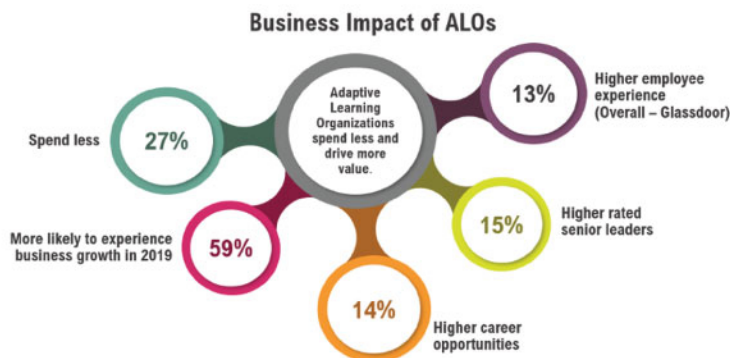 Business Impact of ALOs
Adaptive
Learning
Organizations
spend less and
drive more
value.
Spend less
27%
More likely to experience
business growth in 2019
59%
14%
Higher career
opportunities
15%
Higher rated
senior leaders
13%
Higher employee
experience
(Overall – Glassdoor)